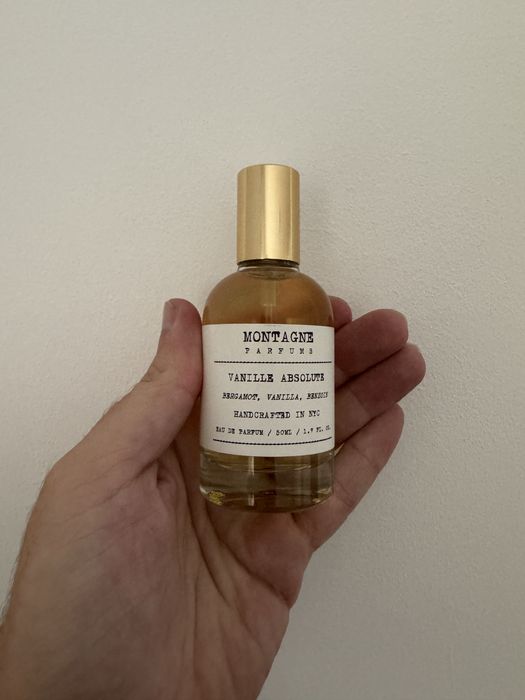 MONTAGNE
PARFUMS
VANILLE ABSOLUTE
BERGAMOT, VANILLA, BENZOIN
HANDCRAFTED IN NYC
EAU DE PARFUM / 50ML / 1.7 FL OZ.